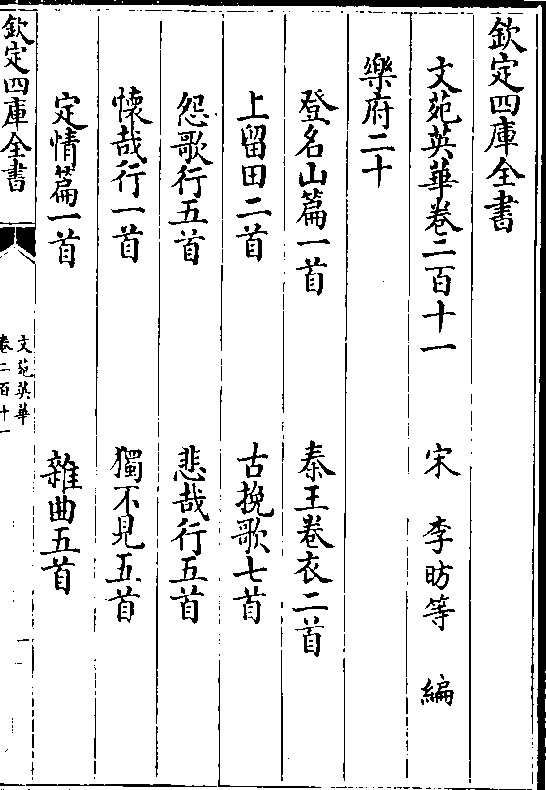 欽定四庫全書
文苑英華卷二百十一　宋　李昉等　編
樂府二十
登名山篇一首　秦王卷衣二首
上留田二首　古挽歌七首
怨歌行五首　悲哉行五首
懷哉行一首　獨不見五首
定情篇一首　雜曲五首
欽定四庫全書
文苑英華
卷二百十一
一